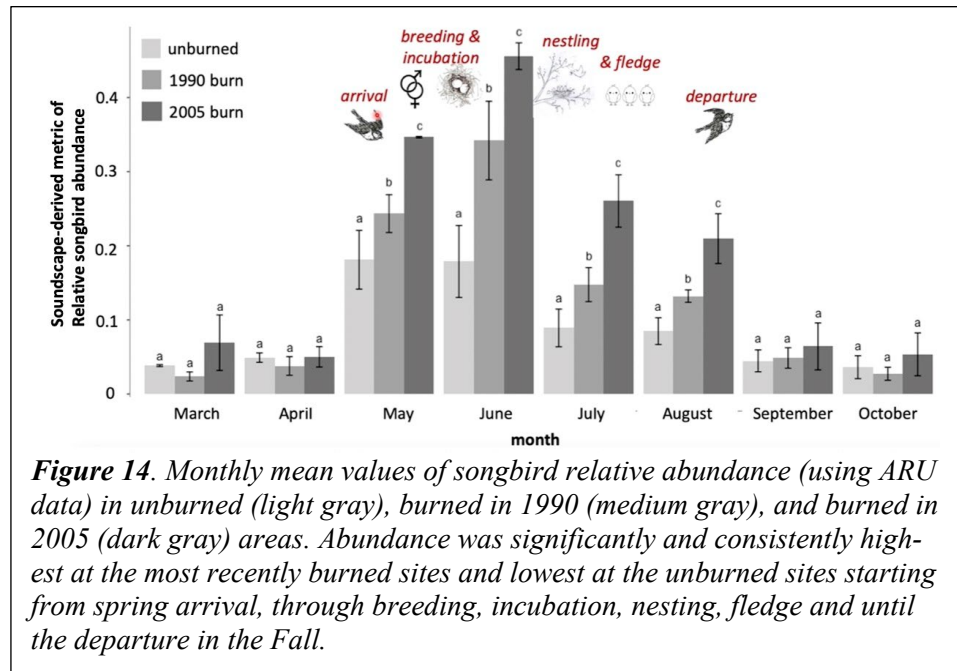 unburned
1990 burn
2005 burn
arrival
breeding &
incubation
nestling
& fledge
departure
Soundscape-derived metric of
Relative songbird abundance
0.4
0.3
0.2
0.1
0
a
a
a
a
a
a
a
b
c
a
b
c
a
b
c
a
b
c
a
a
a
a
a
a
March
April
May
June
July
August
September
October
month
Figure 14. Monthly mean values of songbird relative abundance (using ARU
data) in unburned (light gray), burned in 1990 (medium gray), and burned in
2005 (dark gray) areas. Abundance was significantly and consistently high-
est at the most recently burned sites and lowest at the unburned sites starting
from spring arrival, through breeding, incubation, nesting, fledge and until
the departure in the Fall.